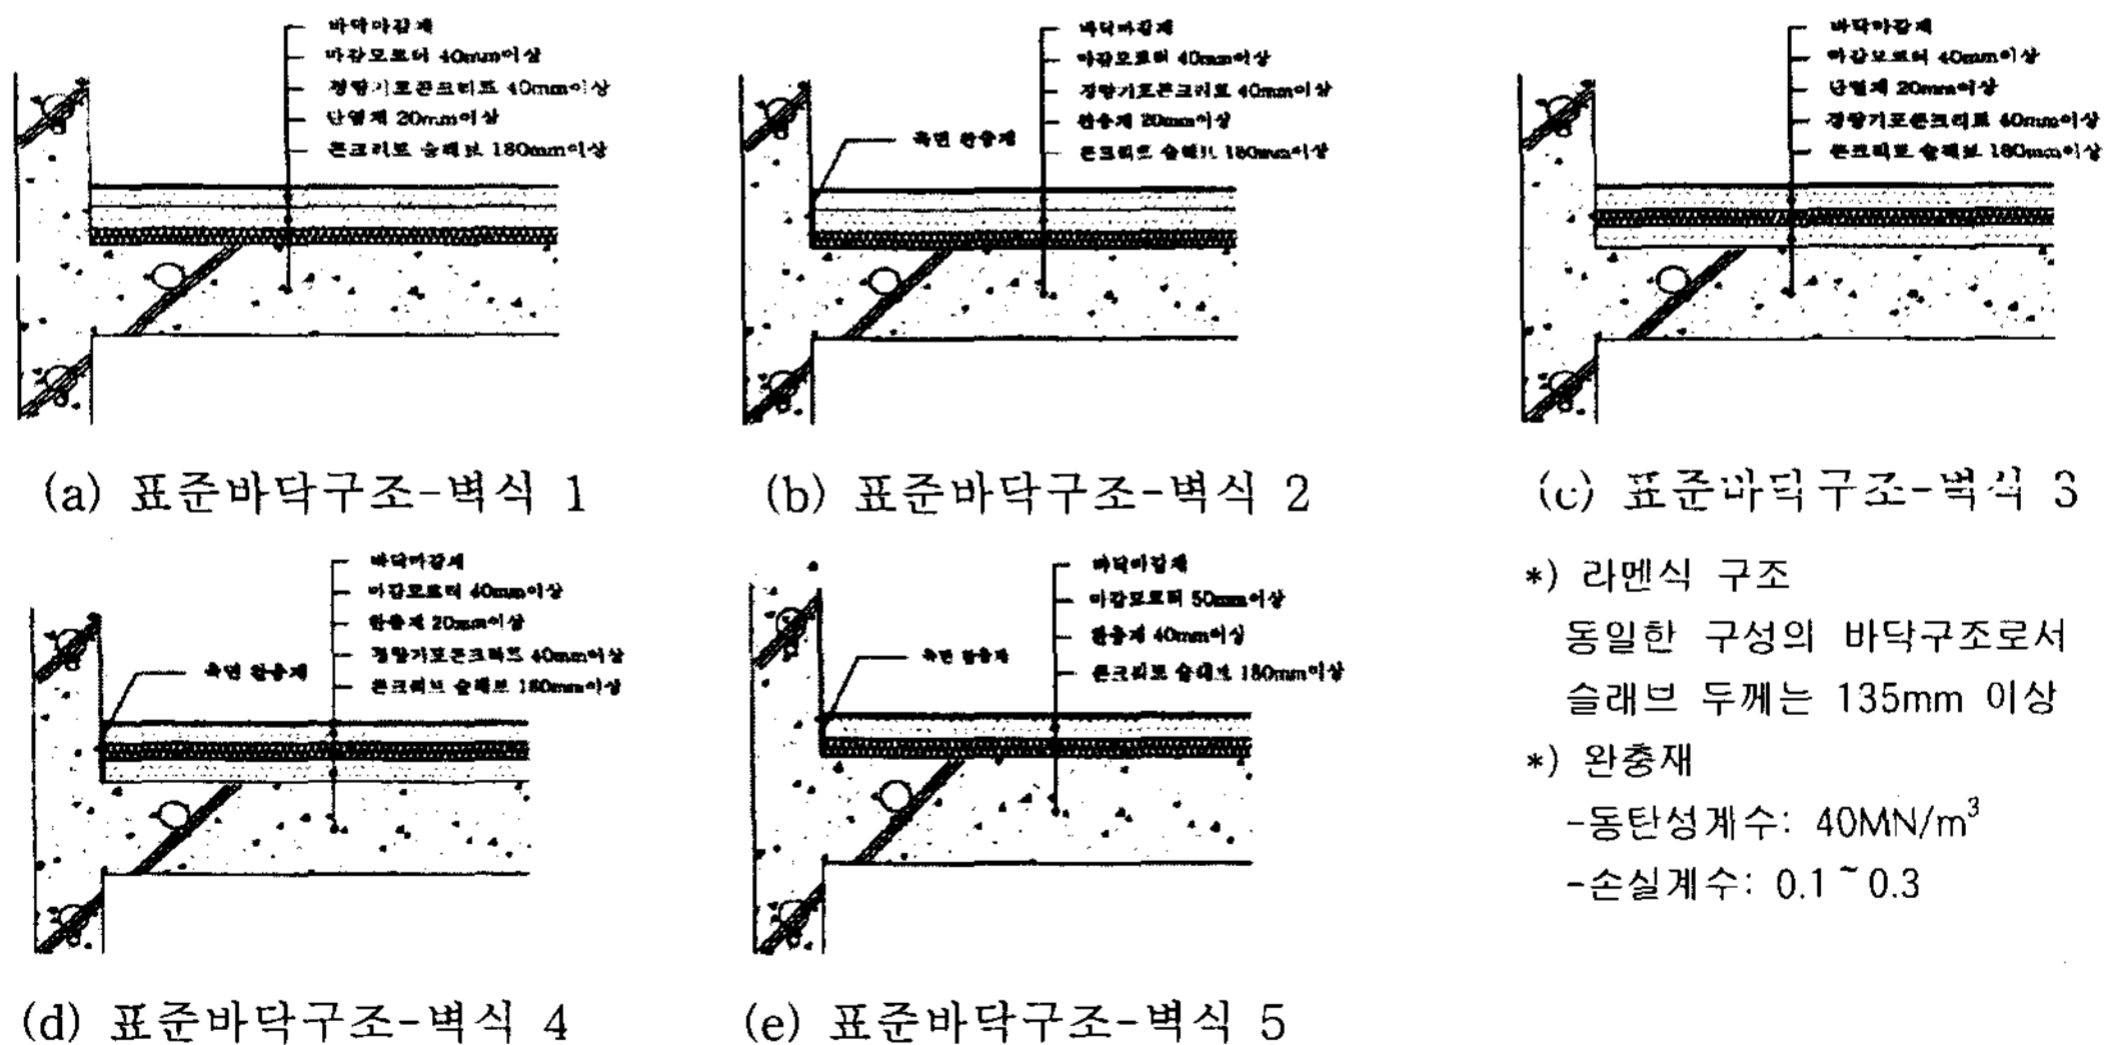 바닥마감재
마감모르터 40mm이상
경량기포콘크리트 40mm이상
단열재 20mm이상
콘크리트 슬래브 180mm이상
(a) 표준바닥구조-벽식 1
바닥마감재
마감모르터 40mm이상
경량기포콘크리트 40mm이상
완충재 20mm이상
콘크리트 슬래브 180mm이상
측면 완충재
(b) 표준바닥구조-벽식 2
바닥마감재
마감모르터 40mm이상
단열재 20mm이상
경량기포콘크리트 40mm이상
콘크리트 슬래브 180mm이상
(c) 표준바닥구조-벽식 3
바닥마감재
마감모르터 40mm이상
완충재 20mm이상
경량기포콘크리트 40mm이상
콘크리트 슬래브 180mm이상
측면 완충재
(d) 표준바닥구조-벽식 4
바닥마감재
마감모르터 50mm이상
완충재 40mm이상
콘크리트 슬래브 180mm이상
측면 완충재
(e) 표준바닥구조-벽식 5
*) 라멘식 구조
동일한 구성의 바닥구조로서
슬래브 두께는 135mm 이상
*) 완충재
-동탄성계수: 40MN/m³
-손실계수: 0.1~0.3